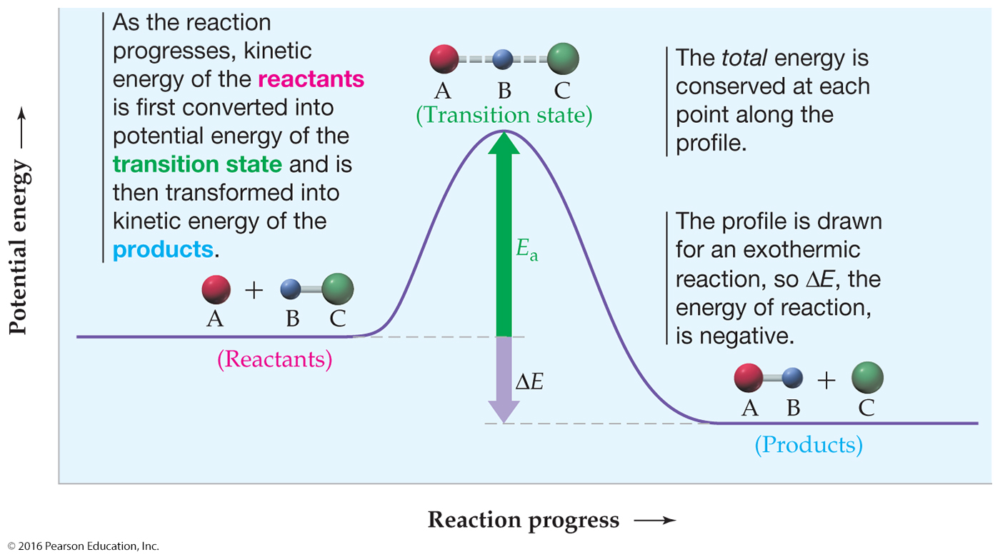 As the reaction
progresses, kinetic
energy of the reactants
is first converted into
potential energy of the
transition state and is
then transformed into
kinetic energy of the
products.
A B C
(Transition state)
The total energy is
conserved at each
point along the
profile.
The profile is drawn
for an exothermic
reaction, so ΔE, the
energy of reaction,
is negative.
Potential energy →
Eₐ
+
A B C
(Reactants)
ΔE
+
A B C
(Products)
Reaction progress →
© 2016 Pearson Education, Inc.